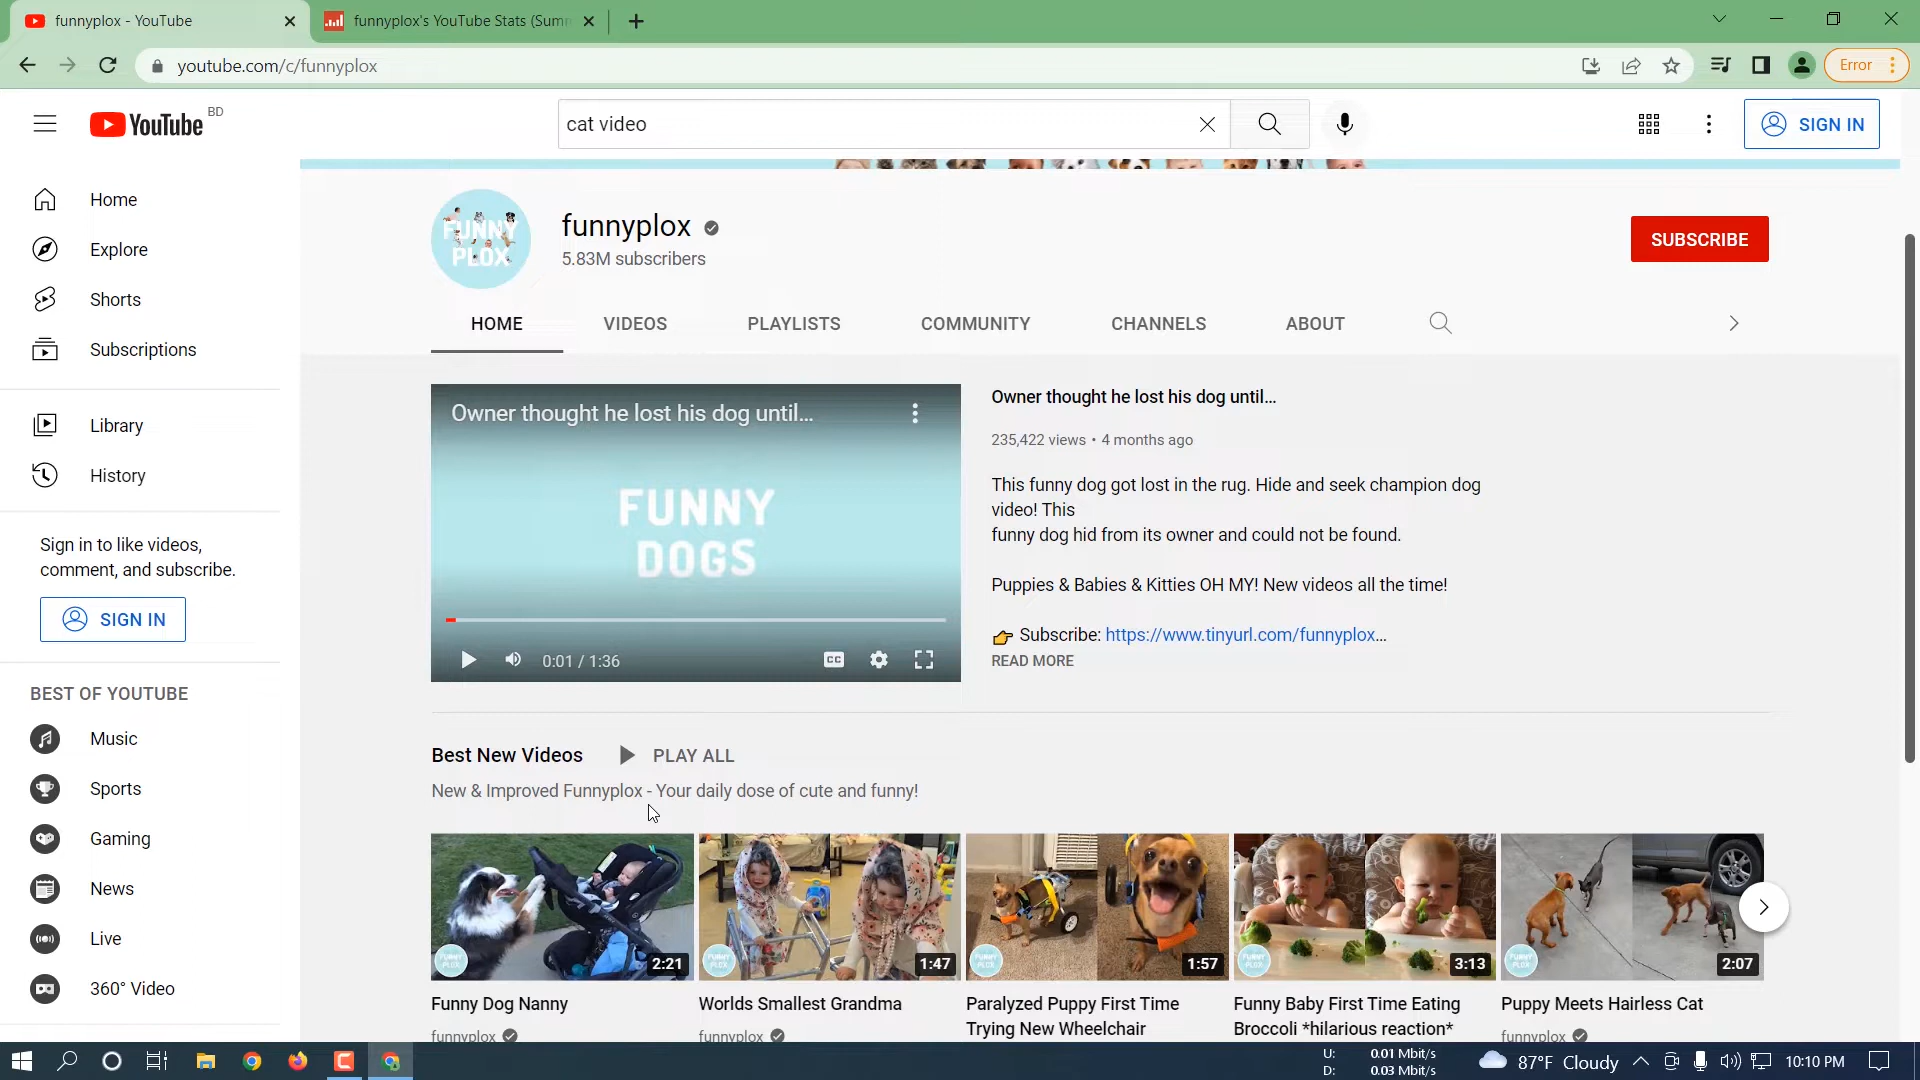 funnyplox - YouTube
funnyplox's YouTube Stats (Sum
youtube.com/c/funnyplox
Error
YouTube BD
cat video
SIGN IN
Home
Explore
Shorts
Subscriptions
Library
History
Sign in to like videos,
comment, and subscribe.
SIGN IN
BEST OF YOUTUBE
Music
Sports
Gaming
News
Live
360° Video
FUNNY
PLOX
funnyplox
5.83M subscribers
SUBSCRIBE
HOME
VIDEOS
PLAYLISTS
COMMUNITY
CHANNELS
ABOUT
Owner thought he lost his dog until...
FUNNY
DOGS
0:01 / 1:36
CC
Owner thought he lost his dog until...
235,422 views • 4 months ago
This funny dog got lost in the rug. Hide and seek champion dog
video! This
funny dog hid from its owner and could not be found.
Puppies & Babies & Kitties OH MY! New videos all the time!
👉 Subscribe: https://www.tinyurl.com/funnyplox...
READ MORE
Best New Videos
PLAY ALL
New & Improved Funnyplox - Your daily dose of cute and funny!
2:21
1:47
1:57
3:13
2:07
Funny Dog Nanny
funnyplox
Worlds Smallest Grandma
funnyplox
Paralyzed Puppy First Time
Trying New Wheelchair
Funny Baby First Time Eating
Broccoli *hilarious reaction*
Puppy Meets Hairless Cat
funnyplox
U: 0.01 Mbit/s
D: 0.03 Mbit/s
87°F Cloudy
10:10 PM